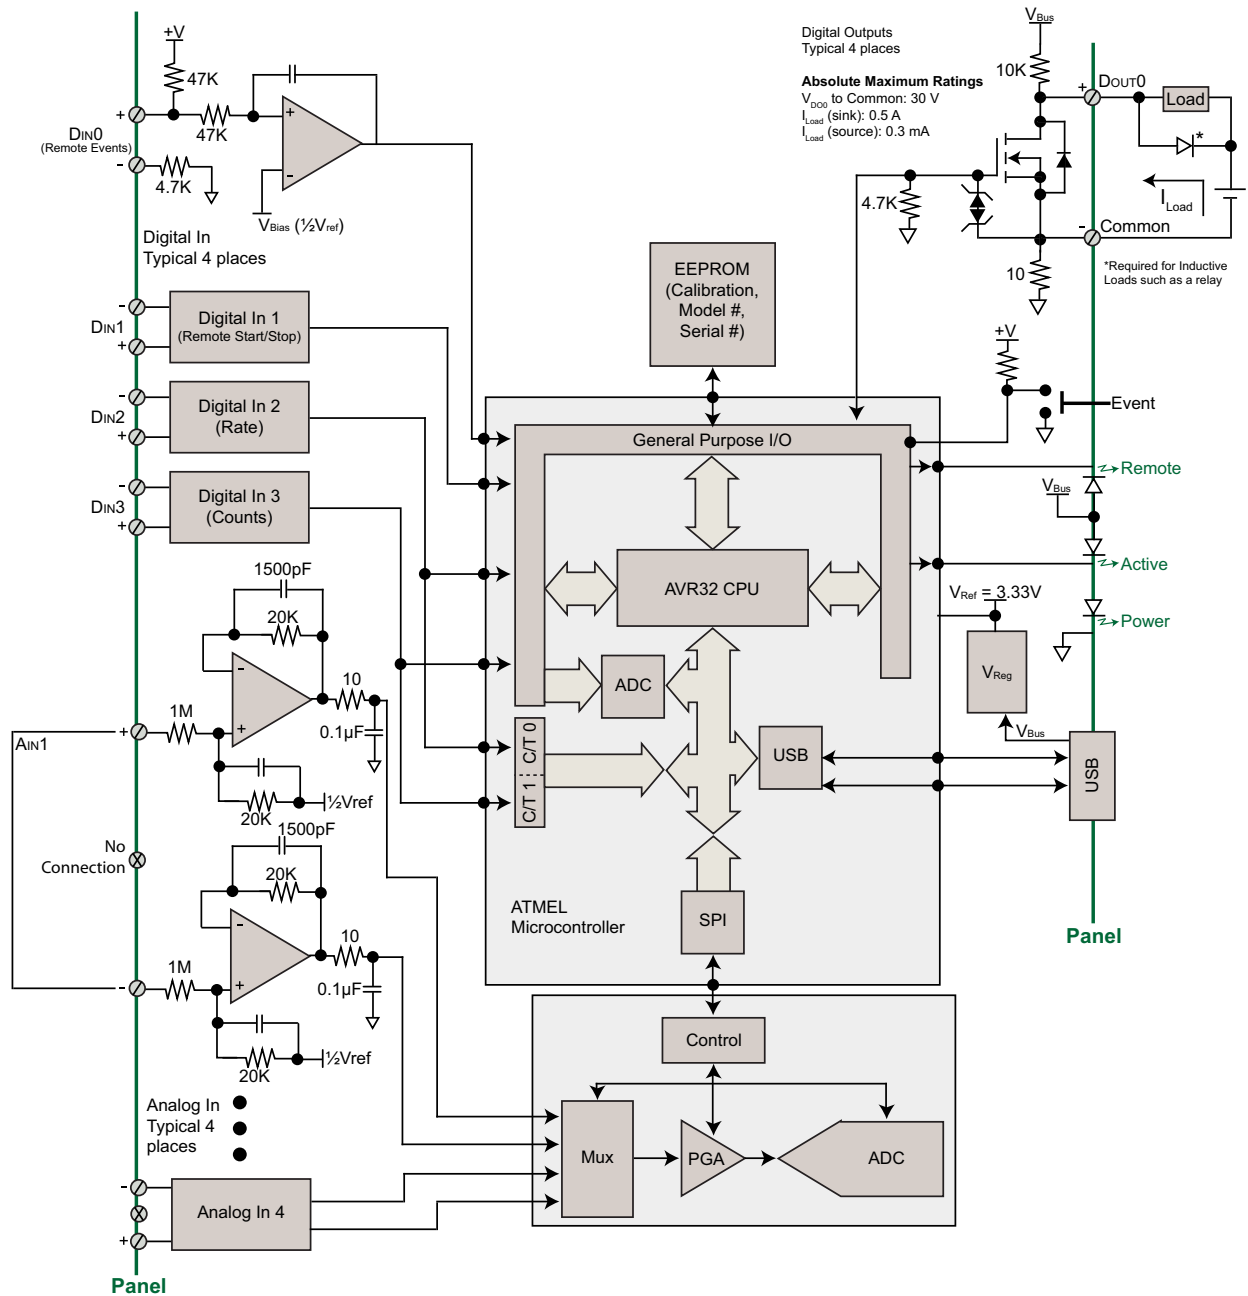 +V
47K
+
47K
DIN0
(Remote Events)
-
4.7K
+
-
VBias (½Vref)
Digital In
Typical 4 places
-
DIN1
+
Digital In 1
(Remote Start/Stop)
-
DIN2
+
Digital In 2
(Rate)
-
DIN3
+
Digital In 3
(Counts)
1500pF
20K
-
+
10
0.1µF
1M
+
AIN1
20K
½Vref
No
Connection
1500pF
20K
-
+
10
0.1µF
1M
-
20K
½Vref
Analog In
Typical 4
places
-
+
Analog In 4
Panel
EEPROM
(Calibration,
Model #,
Serial #)
General Purpose I/O
AVR32 CPU
ADC
C/T 0
C/T 1
USB
SPI
ATMEL
Microcontroller
Control
Mux
PGA
ADC
Digital Outputs
Typical 4 places
Absolute Maximum Ratings
VDO0 to Common: 30 V
ILoad (sink): 0.5 A
ILoad (source): 0.3 mA
VBus
10K
+
DOUT0
Load
*
ILoad
4.7K
-
Common
10
*Required for Inductive
Loads such as a relay
+V
Event
Remote
VBus
Active
VRef = 3.33V
Power
VReg
VBus
USB
Panel